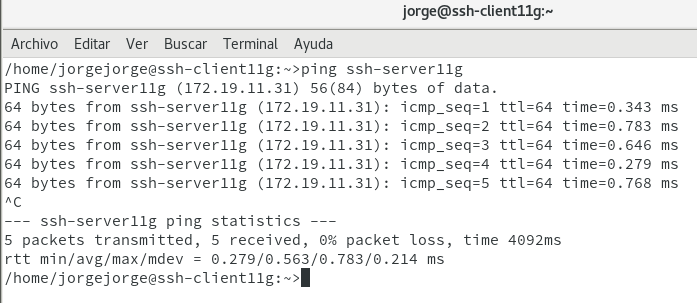 jorge@ssh-client11g:~
Archivo Editar Ver Buscar Terminal Ayuda
/home/jorgejorge@ssh-client11g:~>ping ssh-server11g
PING ssh-server11g (172.19.11.31) 56(84) bytes of data.
64 bytes from ssh-server11g (172.19.11.31): icmp_seq=1 ttl=64 time=0.343 ms
64 bytes from ssh-server11g (172.19.11.31): icmp_seq=2 ttl=64 time=0.783 ms
64 bytes from ssh-server11g (172.19.11.31): icmp_seq=3 ttl=64 time=0.646 ms
64 bytes from ssh-server11g (172.19.11.31): icmp_seq=4 ttl=64 time=0.279 ms
64 bytes from ssh-server11g (172.19.11.31): icmp_seq=5 ttl=64 time=0.768 ms
^C
--- ssh-server11g ping statistics ---
5 packets transmitted, 5 received, 0% packet loss, time 4092ms
rtt min/avg/max/mdev = 0.279/0.563/0.783/0.214 ms
/home/jorgejorge@ssh-client11g:~>